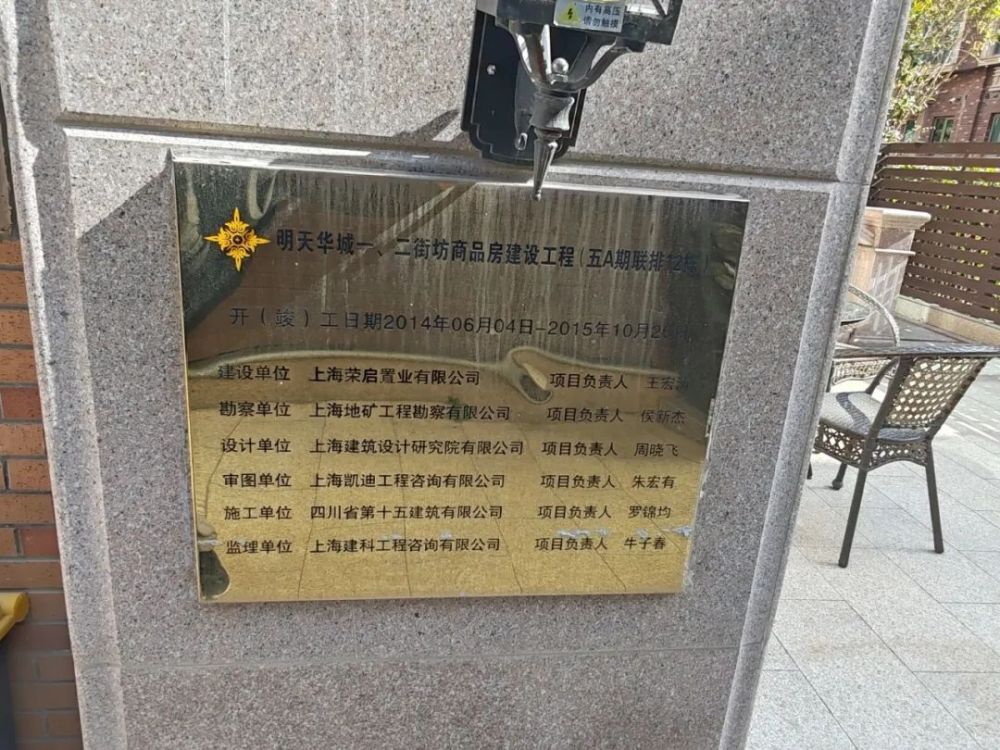 内有高压
请勿触摸
明天华城一、二街坊商品房建设工程（五A期联排12栋）
开（竣）工日期2014年06月04日-2015年10月2
建设单位 上海荣启置业有限公司 项目负责人 王宏
勘察单位 上海地矿工程勘察有限公司 项目负责人 侯新杰
设计单位 上海建筑设计研究院有限公司 项目负责人 周晓飞
审图单位 上海凯迪工程咨询有限公司 项目负责人 朱宏有
施工单位 四川省第十五建筑有限公司 项目负责人 罗锦均
监理单位 上海建科工程咨询有限公司 项目负责人 牛子春